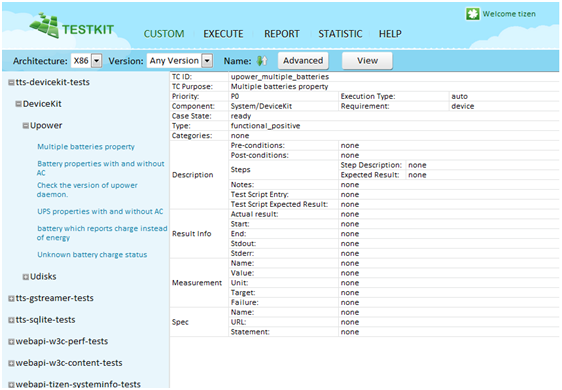 Welcome tizen
TESTKIT
CUSTOM EXECUTE REPORT STATISTIC HELP
Architecture: X86 Version: Any Version Name: Advanced View
tts-devicekit-tests
DeviceKit
Upower
Multiple batteries property
Battery properties with and without
AC
Check the version of upower
daemon.
UPS properties with and without AC
battery which reports charge instead
of energy
Unknown battery charge status
Udisks
tts-gstreamer-tests
tts-sqlite-tests
webapi-w3c-perf-tests
webapi-w3c-content-tests
webapi-tizen-systeminfo-tests
TC ID: upower_multiple_batteries
TC Purpose: Multiple batteries property
Priority: P0 Execution Type: auto
Component: System/DeviceKit Requirement: device
Case State: ready
Type: functional_positive
Categories: none
Description
Pre-conditions: none
Post-conditions: none
Steps
Step Description: none
Expected Result: none
Notes: none
Test Script Entry: none
Test Script Expected Result: none
Result Info
Actual result: none
Start: none
End: none
Stdout: none
Stderr: none
Measurement
Name: none
Value: none
Unit: none
Target: none
Failure: none
Spec
Name: none
URL: none
Statement: none